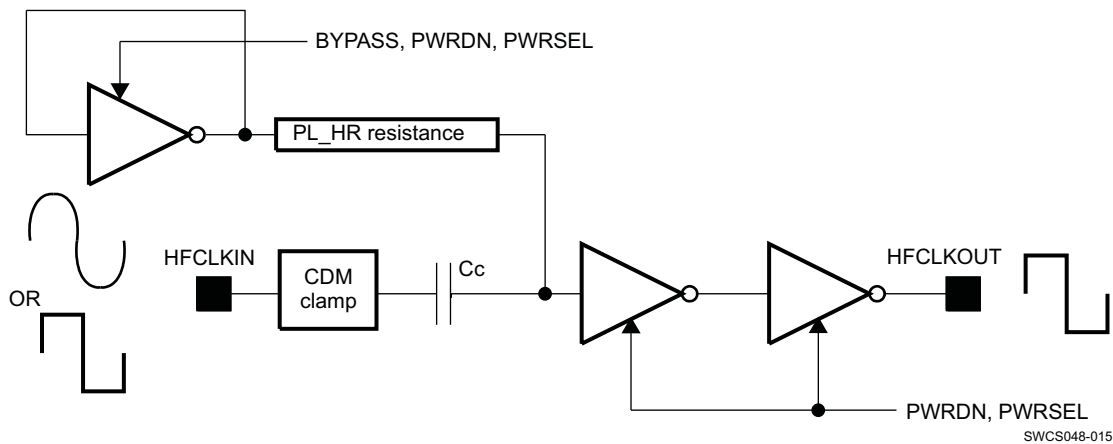 BYPASS, PWRDN, PWRSEL
PL_HR resistance
HFCLKIN
CDM
clamp
Cc
HFCLKOUT
OR
PWRDN, PWRSEL
SWCS048-015